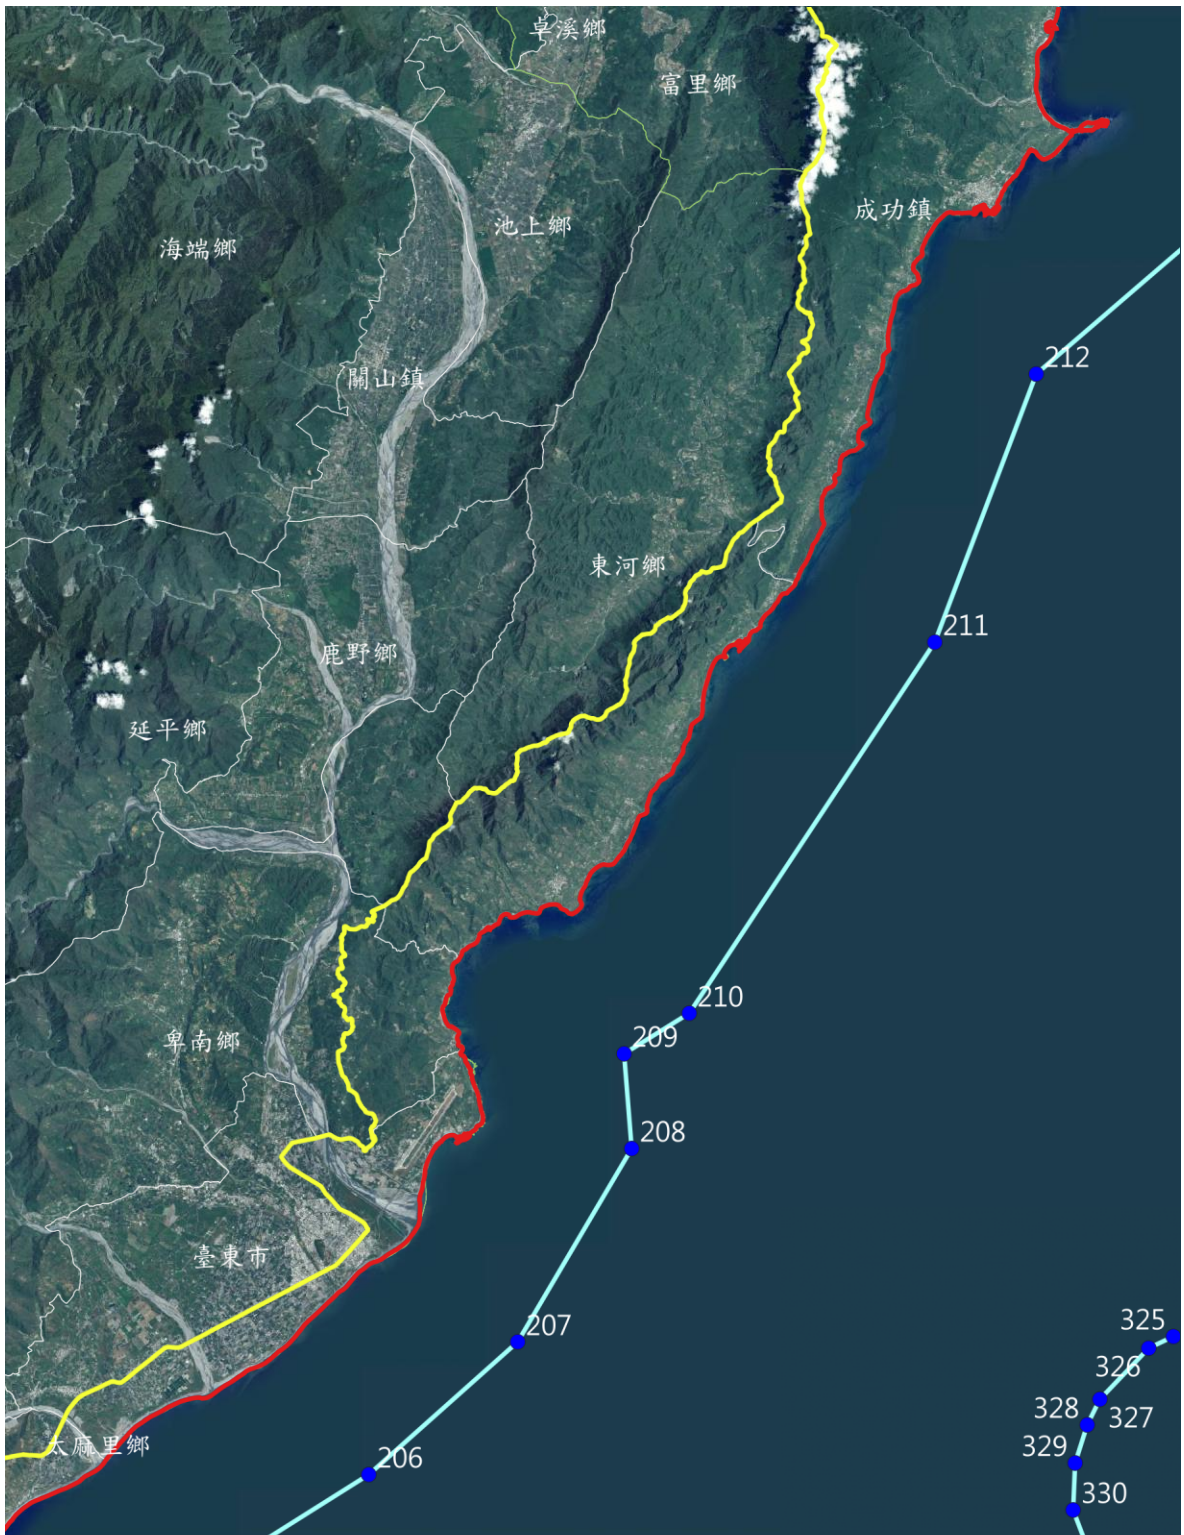 卓溪鄉
富里鄉
成功鎮
池上鄉
海端鄉
212
關山鎮
東河鄉
211
鹿野鄉
延平鄉
210
209
卑南鄉
208
臺東市
207
325
326
328
327
太麻里鄉
329
206
330